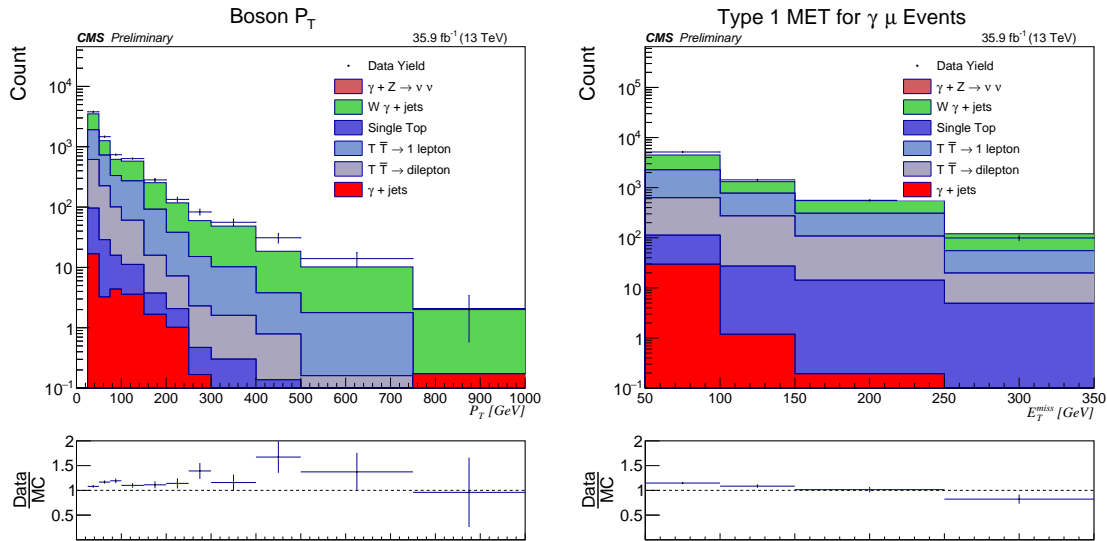 Boson P_T
CMS Preliminary
35.9 fb⁻¹ (13 TeV)
Count
Data Yield
γ + Z → ν ν
W γ + jets
Single Top
T T̅ → 1 lepton
T T̅ → dilepton
γ + jets
10⁴
10³
10²
10
1
10⁻¹
0 100 200 300 400 500 600 700 800 900 1000
P_T [GeV]
Data
MC
2
1.5
1
0.5
Type 1 MET for γ μ Events
CMS Preliminary
35.9 fb⁻¹ (13 TeV)
Count
Data Yield
γ + Z → ν ν
W γ + jets
Single Top
T T̅ → 1 lepton
T T̅ → dilepton
γ + jets
10⁵
10⁴
10³
10²
10
1
10⁻¹
50 100 150 200 250 300 350
E_T^miss [GeV]
Data
MC
2
1.5
1
0.5